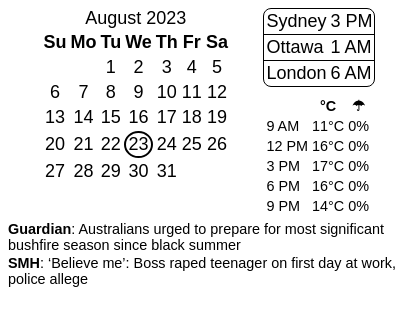 August 2023
Su Mo Tu We Th Fr Sa
1 2 3 4 5
6 7 8 9 10 11 12
13 14 15 16 17 18 19
20 21 22 23 24 25 26
27 28 29 30 31
Sydney 3 PM
Ottawa 1 AM
London 6 AM
°C ☂
9 AM 11°C 0%
12 PM 16°C 0%
3 PM 17°C 0%
6 PM 16°C 0%
9 PM 14°C 0%
Guardian: Australians urged to prepare for most significant
bushfire season since black summer
SMH: ‘Believe me’: Boss raped teenager on first day at work,
police allege